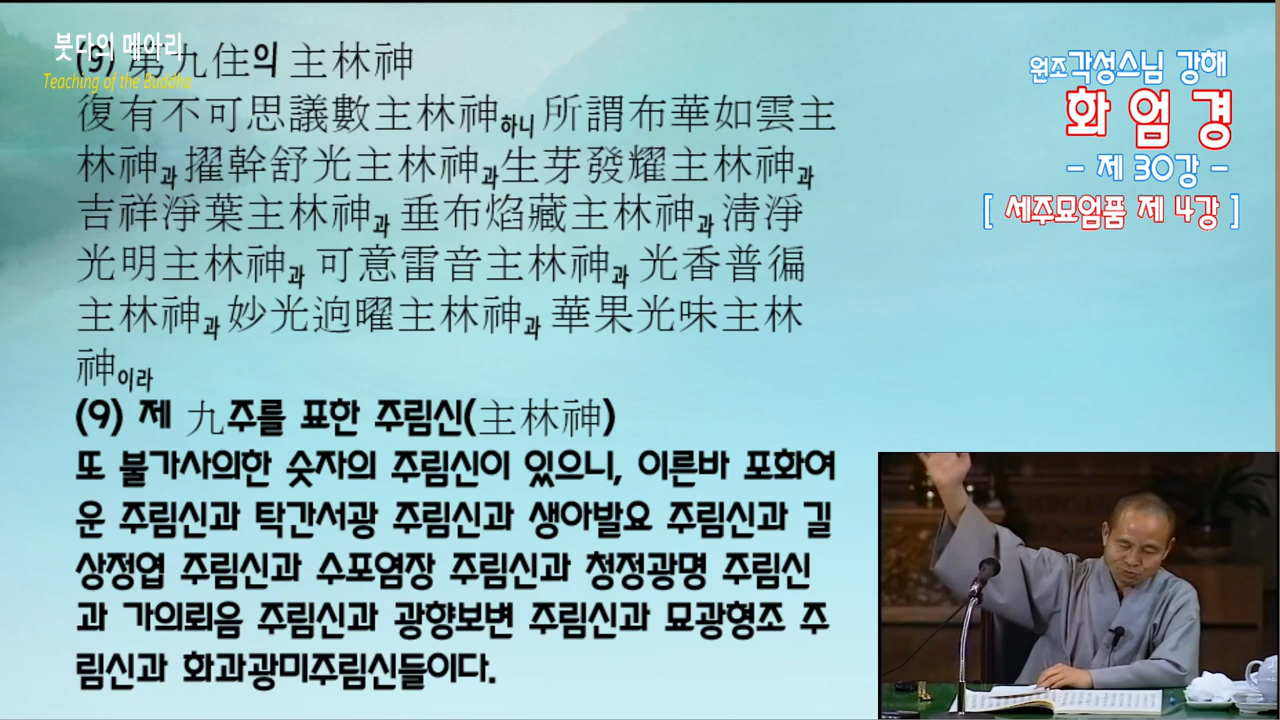 붓다의 메아리
Teaching of the Buddha
(9) 第九住의 主林神
復有不可思議數主林神하니 所謂布華如雲主
林神과 擢幹舒光主林神과 生芽發耀主林神과
吉祥淨葉主林神과 垂布焰藏主林神과 淸淨
光明主林神과 可意雷音主林神과 光香普徧
主林神과 妙光逈曜主林神과 華果光味主林
神이라
(9) 제 九주를 표한 주림신(主林神)
또 불가사의한 숫자의 주림신이 있으니, 이른바 포화여
운 주림신과 탁간서광 주림신과 생아발요 주림신과 길
상정엽 주림신과 수포염장 주림신과 청정광명 주림신
과 가의뢰음 주림신과 광향보변 주림신과 묘광형조 주
림신과 화과광미주림신들이다.
원조각성스님 강해
화 엄 경
- 제 30강 -
[ 세주묘엄품 제 4강 ]